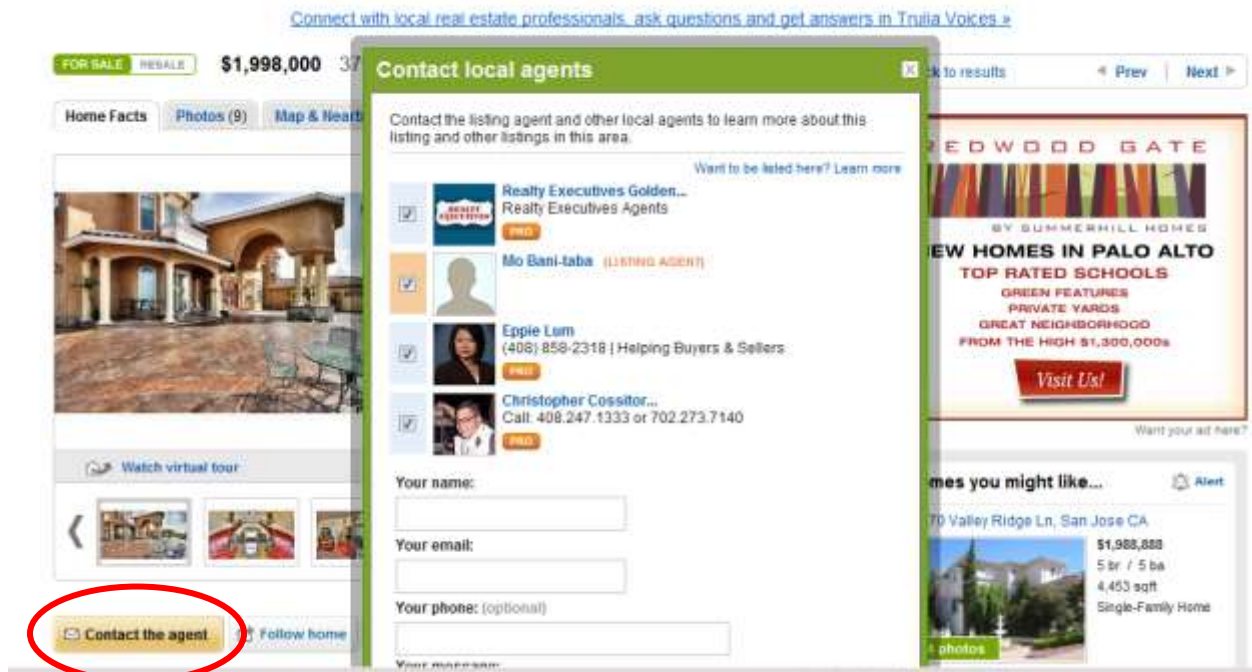 Connect with local real estate professionals, ask questions and get answers in Trulia Voices »
FOR SALE RESALE $1,998,000 37
Home Facts Photos (9) Map & Nearb
Watch virtual tour
Contact the agent Follow home
Contact local agents
Contact the listing agent and other local agents to learn more about this
listing and other listings in this area.
Want to be listed here? Learn more
Realty Executives Golden...
Realty Executives Agents
PRO
Mo Bani-taba (LISTING AGENT)
Eppie Lum
(408) 858-2318 | Helping Buyers & Sellers
PRO
Christopher Cossitor...
Call: 408.247.1333 or 702.273.7140
PRO
Your name:
Your email:
Your phone: (optional)
Your message:
ck to results Prev | Next
REDWOOD GATE
BY SUMMERHILL HOMES
EW HOMES IN PALO ALTO
TOP RATED SCHOOLS
GREEN FEATURES
PRIVATE YARDS
GREAT NEIGHBORHOOD
FROM THE HIGH $1,300,000s
Visit Us!
Want your ad here?
mes you might like... Alert
70 Valley Ridge Ln, San Jose CA
$1,988,888
5 br / 5 ba
4,453 sqft
Single-Family Home
photos